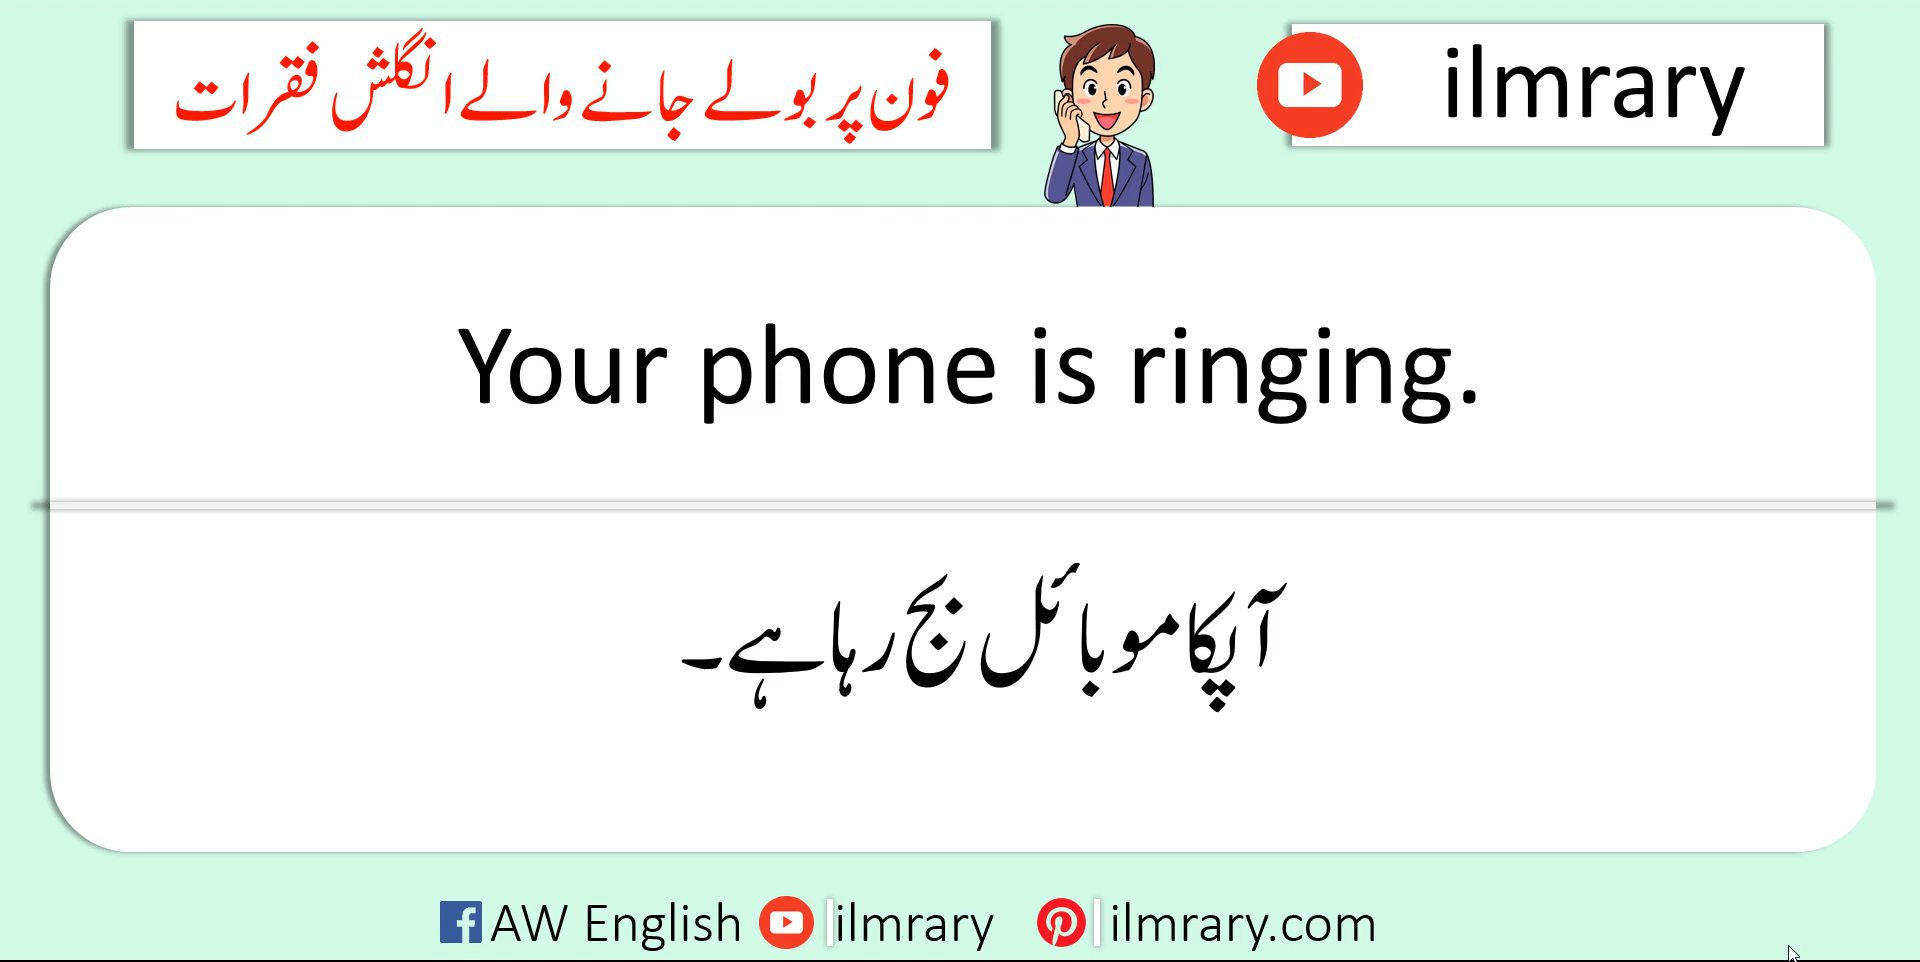 فون پر بولے جانے والے انگلش فقرات
ilmrary
Your phone is ringing.
آپکا موبائل بج رہا ہے۔
AW English ilmrary ilmrary.com